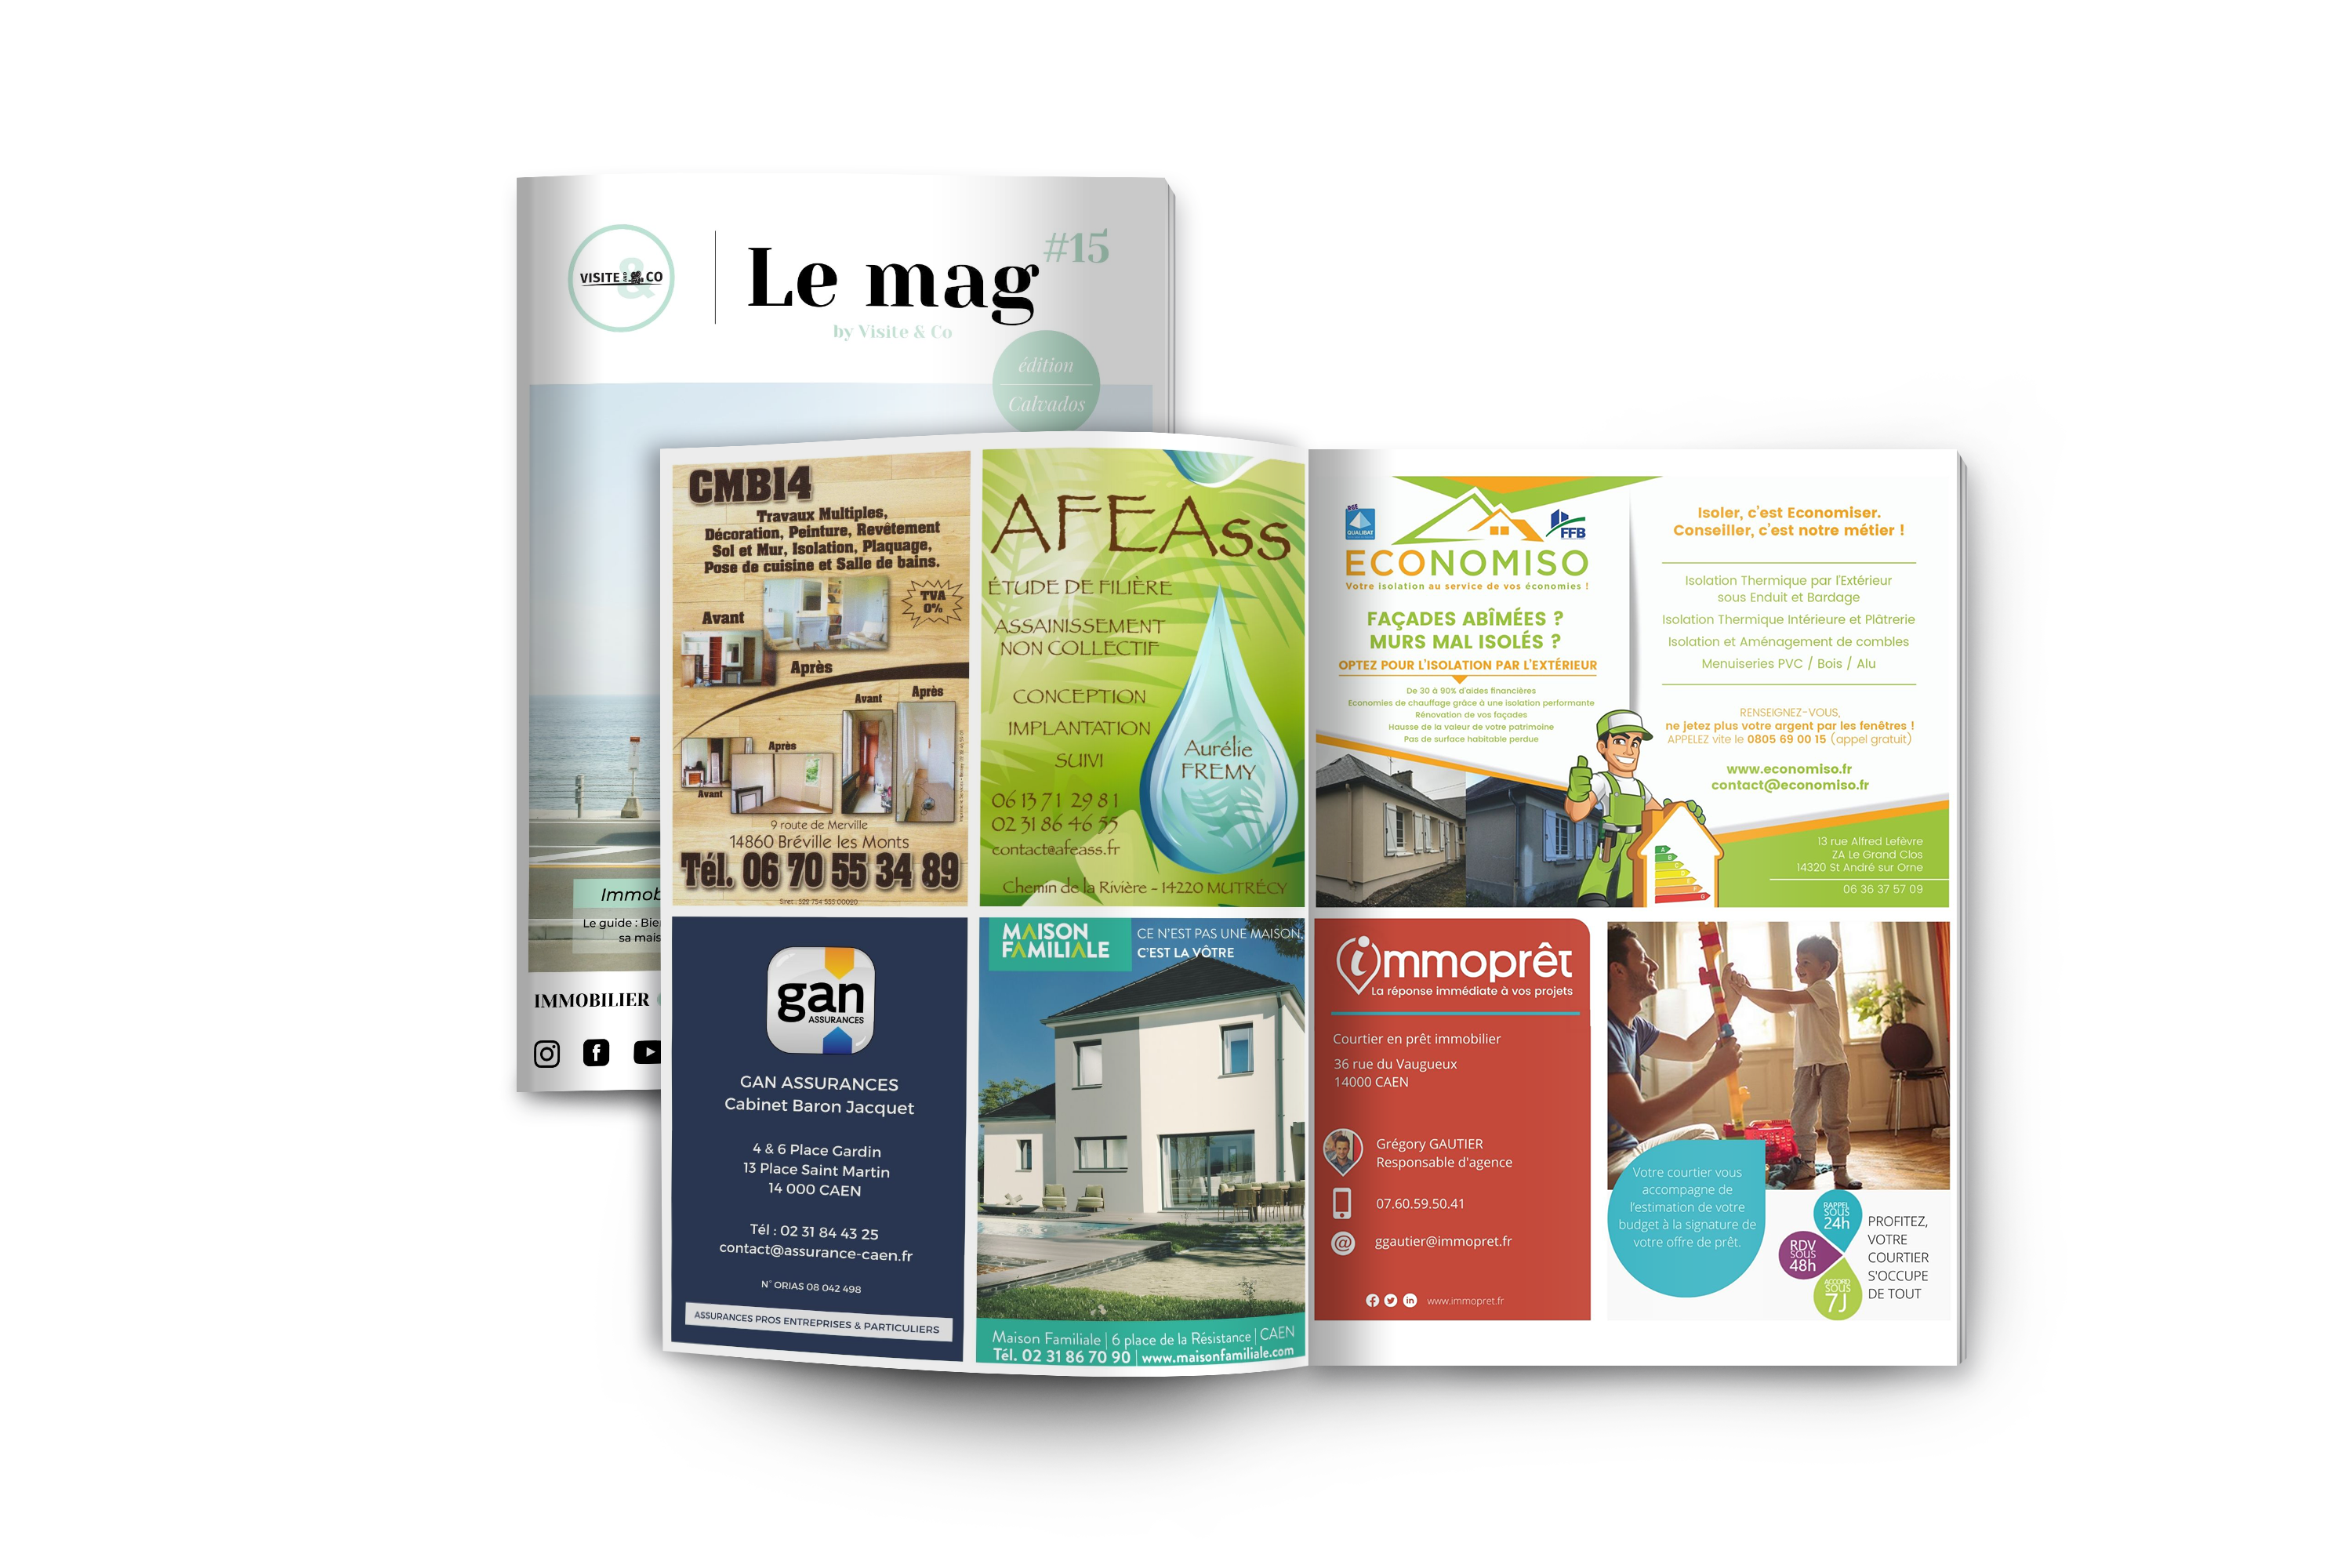 VISITE & CO
Le mag
#15
by Visite & Co
édition
Calvados
Immob
Le guide : Bie
sa mais
IMMOBILIER
CMB14
Travaux Multiples,
Décoration, Peinture, Revêtement
Sol et Mur, Isolation, Plaquage,
Pose de cuisine et Salle de bains.
TVA
0%
Avant
Après
Avant
Après
Après
Avant
9 route de Merville
14860 Bréville les Monts
Tél. 06 70 55 34 89
AFEAss
ÉTUDE DE FILIÈRE
ASSAINISSEMENT
NON COLLECTIF
CONCEPTION
IMPLANTATION
SUIVI
Aurélie
FREMY
06 13 71 29 81
02 31 86 46 55
contact@afeass.fr
Chemin de la Rivière - 14220 MUTRÉCY
gan
ASSURANCES
GAN ASSURANCES
Cabinet Baron Jacquet
4 & 6 Place Gardin
13 Place Saint Martin
14 000 CAEN
Tél : 02 31 84 43 25
contact@assurance-caen.fr
N° ORIAS 08 042 498
ASSURANCES PROS ENTREPRISES & PARTICULIERS
MAISON
FAMILIALE
CE N'EST PAS UNE MAISON,
C'EST LA VÔTRE
Maison Familiale | 6 place de la Résistance | CAEN
Tél. 02 31 86 70 90 | www.maisonfamiliale.com
RGE
QUALIBAT
FFB
ECONOMISO
Votre isolation au service de vos économies !
FAÇADES ABÎMÉES ?
MURS MAL ISOLÉS ?
OPTEZ POUR L'ISOLATION PAR L'EXTÉRIEUR
De 30 à 90% d'aides financières
Economies de chauffage grâce à une isolation performante
Rénovation de vos façades
Hausse de la valeur de votre patrimoine
Pas de surface habitable perdue
Isoler, c'est Economiser.
Conseiller, c'est notre métier !
Isolation Thermique par l'Extérieur
sous Enduit et Bardage
Isolation Thermique Intérieure et Plâtrerie
Isolation et Aménagement de combles
Menuiseries PVC / Bois / Alu
RENSEIGNEZ-VOUS,
ne jetez plus votre argent par les fenêtres !
APPELEZ vite le 0805 69 00 15 (appel gratuit)
www.economiso.fr
contact@economiso.fr
13 rue Alfred Lefèvre
ZA Le Grand Clos
14320 St André sur Orne
06 36 37 57 09
immoprêt
La réponse immédiate à vos projets
Courtier en prêt immobilier
36 rue du Vaugueux
14000 CAEN
Grégory GAUTIER
Responsable d'agence
07.60.59.50.41
ggautier@immopret.fr
www.immopret.fr
Votre courtier vous
accompagne de
l'estimation de votre
budget à la signature de
votre offre de prêt.
RAPPEL
SOUS
24h
RDV
SOUS
48h
ACCORD
SOUS
7J
PROFITEZ,
VOTRE
COURTIER
S'OCCUPE
DE TOUT